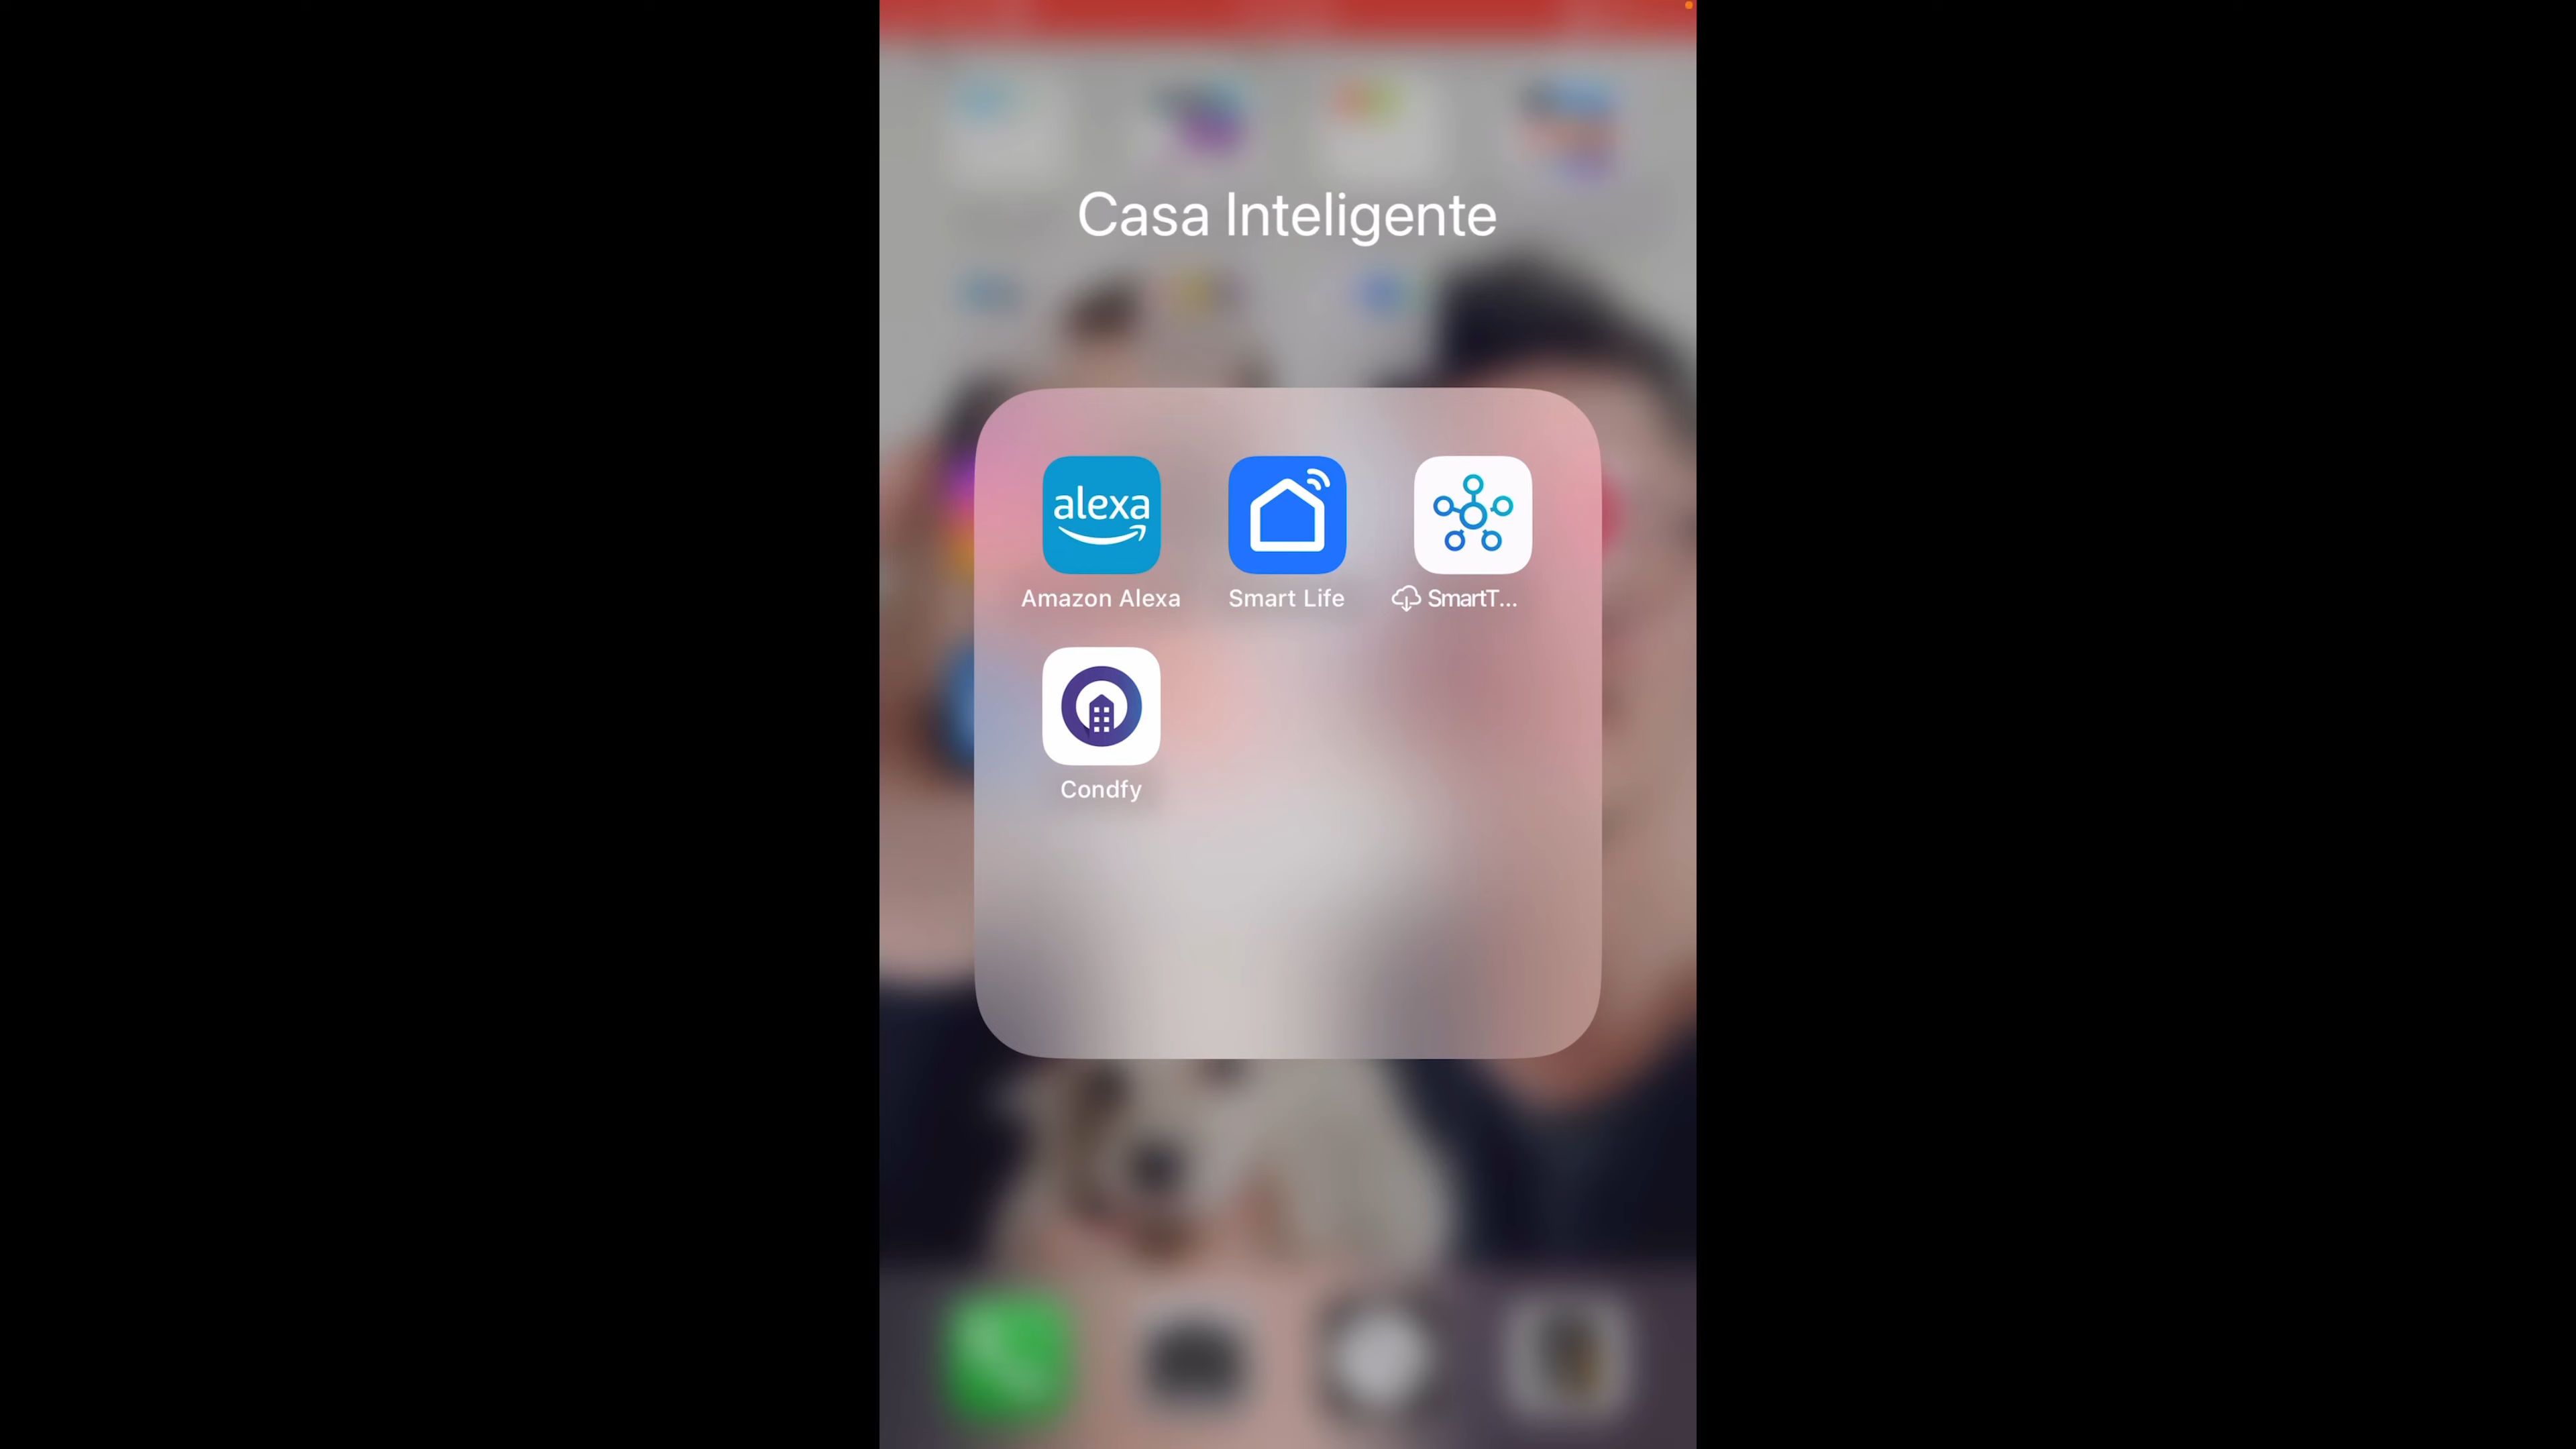 Casa Inteligente
alexa
Amazon Alexa
Smart Life
SmartT...
Condfy